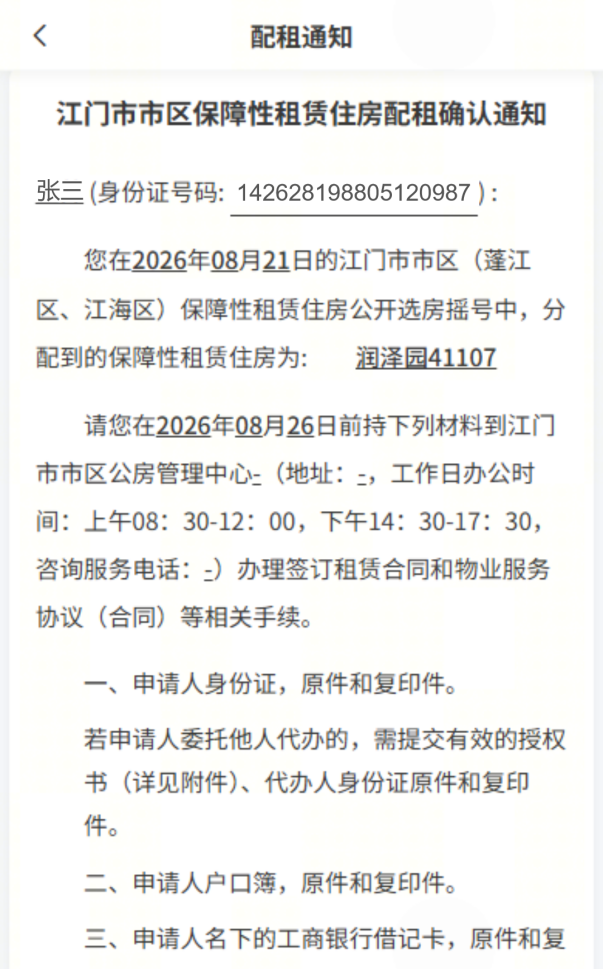 配租通知
江门市市区保障性租赁住房配租确认通知
张三 (身份证号码: 142628198805120987 ) :
您在2026年08月21日的江门市市区（蓬江
区、江海区）保障性租赁住房公开选房摇号中，分
配到的保障性租赁住房为: 润泽园41107
请您在2026年08月26日前持下列材料到江门
市市区公房管理中心-（地址：-，工作日办公时
间：上午08：30-12：00，下午14：30-17：30，
咨询服务电话：-）办理签订租赁合同和物业服务
协议（合同）等相关手续。
一、申请人身份证，原件和复印件。
若申请人委托他人代办的，需提交有效的授权
书（详见附件）、代办人身份证原件和复印
件。
二、申请人户口簿，原件和复印件。
三、申请人名下的工商银行借记卡，原件和复